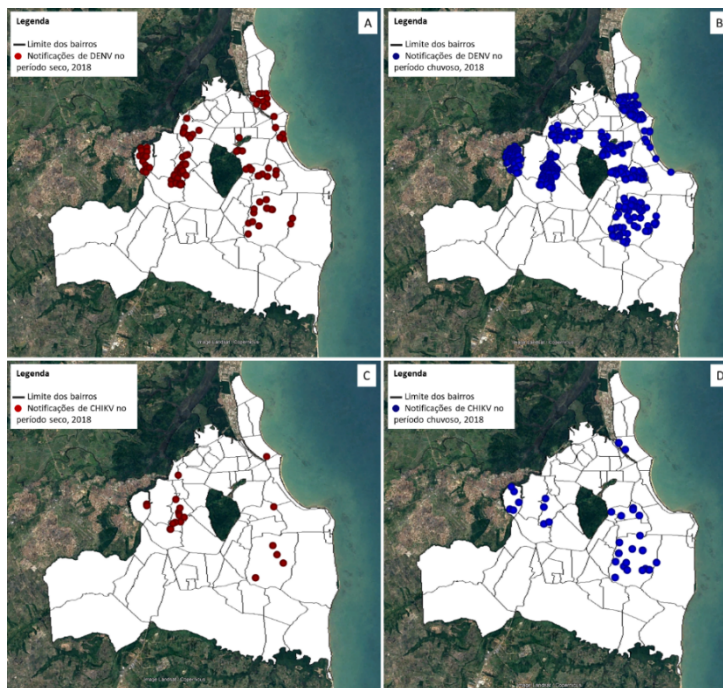 Legenda
A
Limite dos bairros
Notificações de DENV no
período seco, 2018
Legenda
B
Limite dos bairros
Notificações de DENV no
período chuvoso, 2018
Legenda
C
Limite dos bairros
Notificações de CHIKV no
período seco, 2018
Legenda
D
Limite dos bairros
Notificações de CHIKV no
período chuvoso, 2018